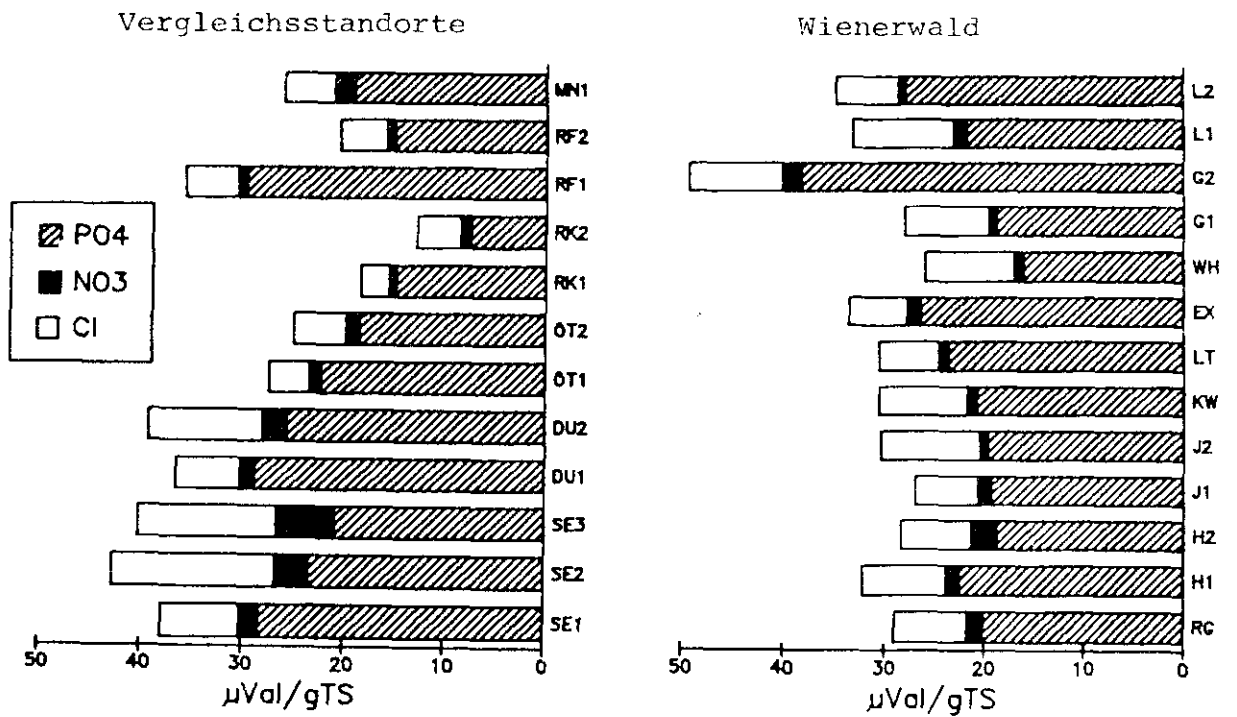 Vergleichsstandorte
MN1
RF2
RF1
RK2
RK1
ÖT2
ÖT1
DU2
DU1
SE3
SE2
SE1
PO4
NO3
Cl
50 40 30 20 10 0
µVal/gTS
Wienerwald
L2
L1
G2
G1
WH
EX
LT
KW
J2
J1
H2
H1
RG
50 40 30 20 10 0
µVal/gTS